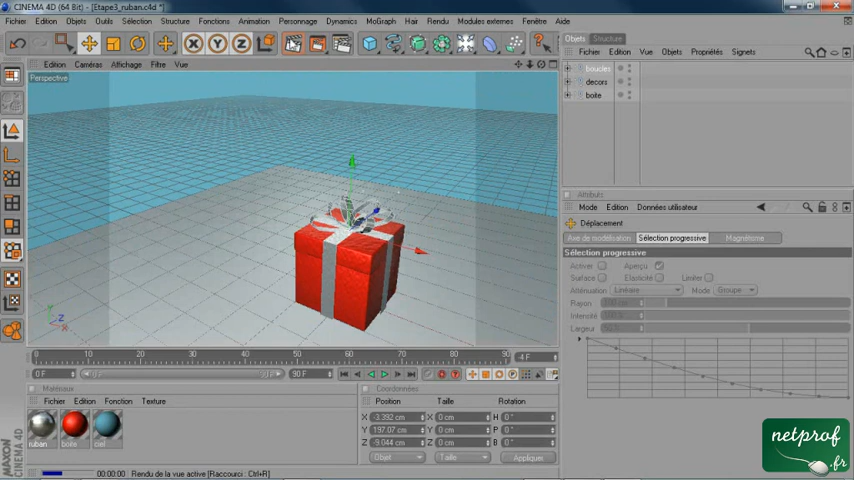 CINEMA 4D (64 Bit) - [Etape3_ruban.c4d *]
Edition Objets Outils Sélection Structure Fonctions Animation Personnage Dynamics MoGraph Hair Rendu Modules externes Fenêtre Aide
X Y Z
Edition Caméras Affichage Filtre Vue
Perspective
Objets Structure
Fichier Edition Vue Objets Propriétés Signets
boucles
decors
boite
Attributs
Mode Edition Données utilisateur
Déplacement
Axe de modélisation Sélection progressive Magnétisme
Sélection progressive
Activer Aperçu
Surface Elasticité Limiter
Atténuation Linéaire Mode Groupe
Rayon 100 cm
Intensité 100 %
Largeur 50 %
Y Z X
0 10 20 30 40 50 60 70 80 90 -4 F
0 F 0 F 90 F 90 F
Matériaux
Fichier Edition Fonction Texture
ruban boite ciel
Coordonnées
Position Taille Rotation
X -3.392 cm X 0 cm H 0 °
Y 197.07 cm Y 0 cm P 0 °
Z -9.044 cm Z 0 cm B 0 °
Objet Taille Appliquer
MAXON CINEMA 4D
00:00:00 Rendu de la vue active [Raccourci : Ctrl+R]
netprof
.fr